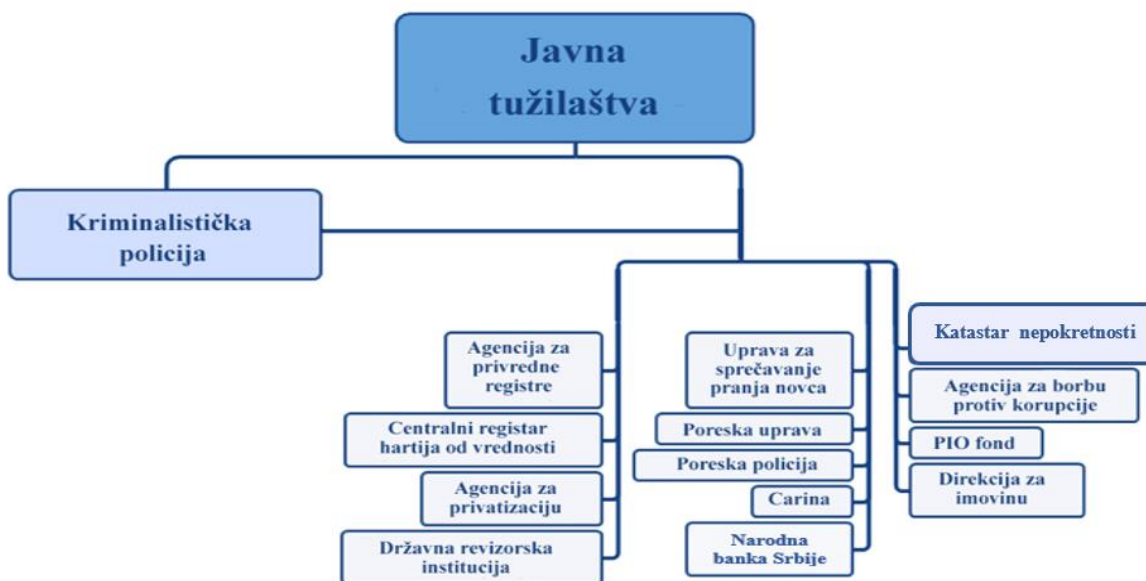 Javna
tužilaštva
Kriminalistička
policija
Agencija za
privredne
registre
Centralni registar
hartija od vrednosti
Agencija za
privatizaciju
Državna revizorska
institucija
Uprava za
sprečavanje
pranja novca
Poreska uprava
Poreska policija
Carina
Narodna
banka Srbije
Katastar nepokretnosti
Agencija za borbu
protiv korupcije
PIO fond
Direkcija za
imovinu